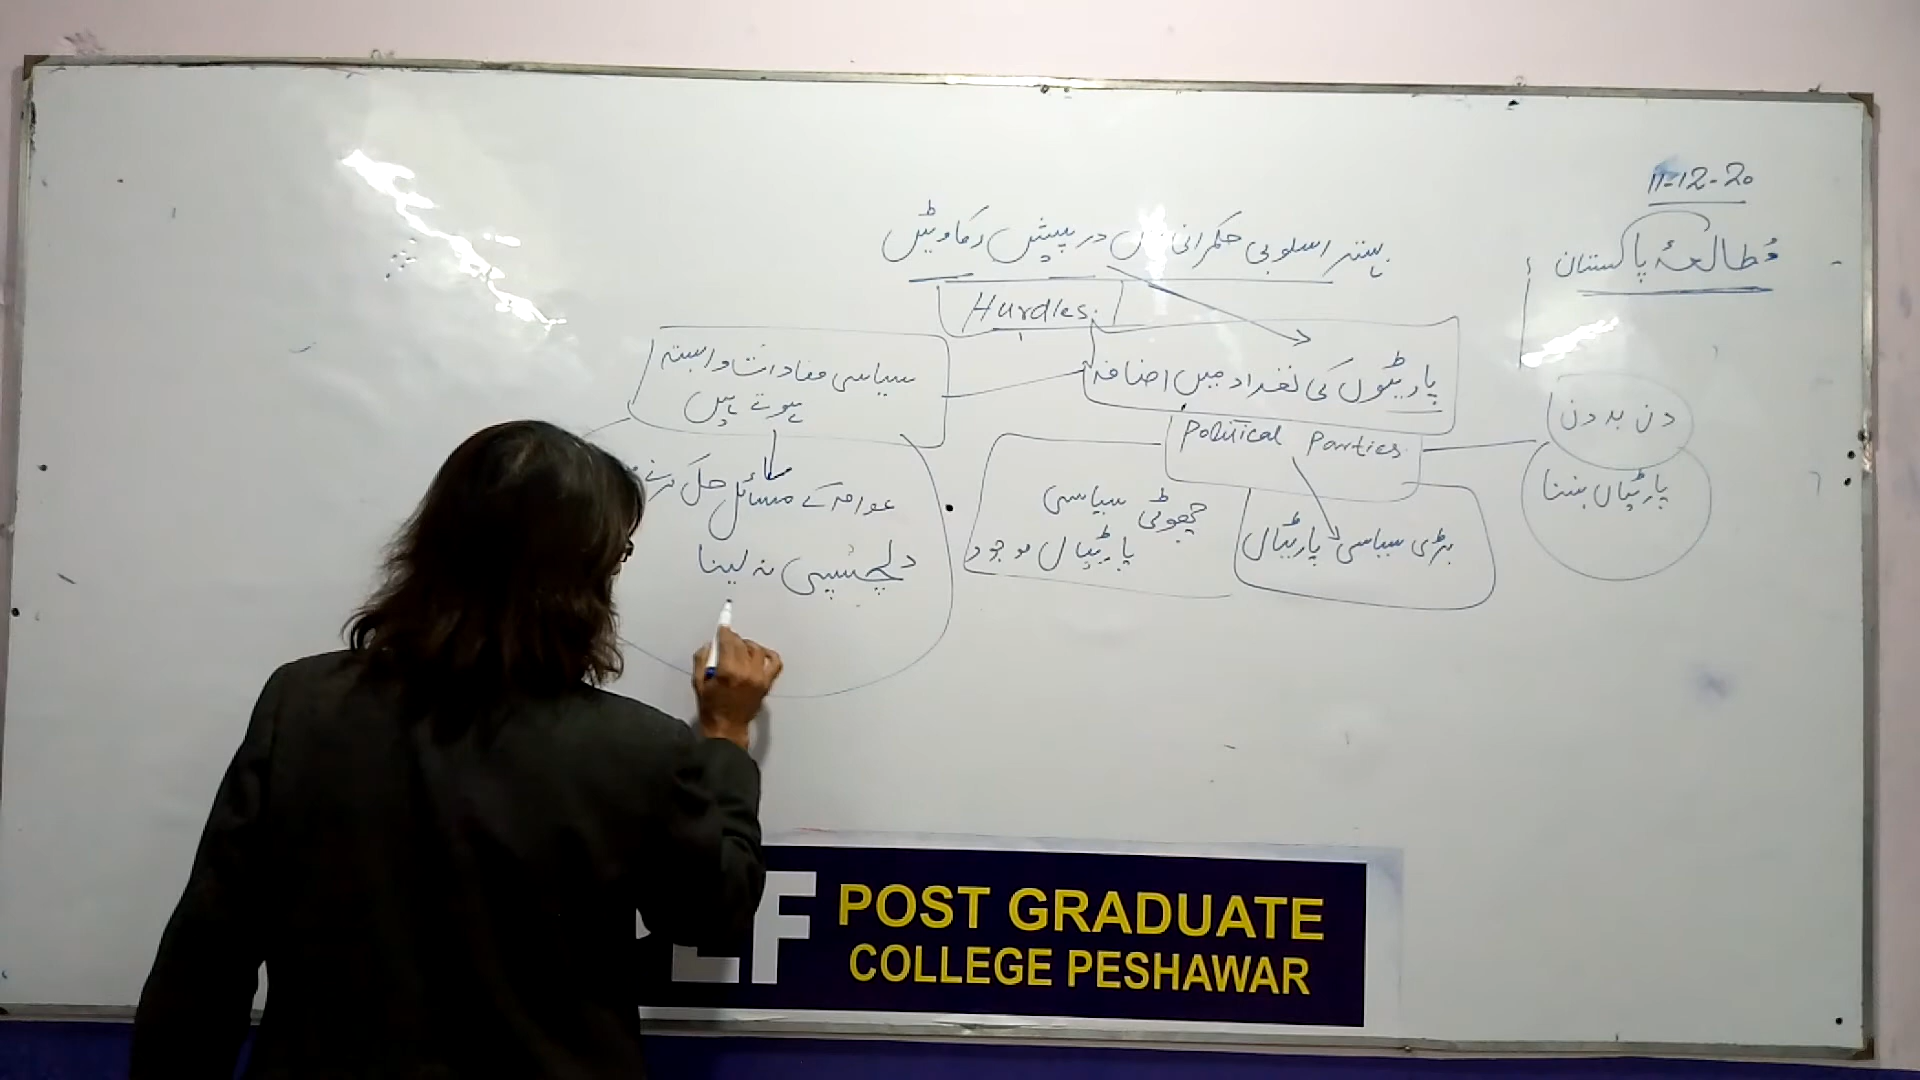 11-12-20
مُطالعۂ پاکستان
بہتر اسلوبی حکمرانی میں درپیش رکاوٹیں
Hurdles.
پارٹیوں کی تعداد میں اضافہ
Political Parties
سیاسی مفادات وابستہ
ہوتے ہیں
دن بدن
پارٹیاں بننا
بڑی سیاسی پارٹیاں
چھوٹی سیاسی
پارٹیاں موجود
عوام کے مسائل حل کرنے
دلچسپی نہ لینا
F
POST GRADUATE
COLLEGE PESHAWAR